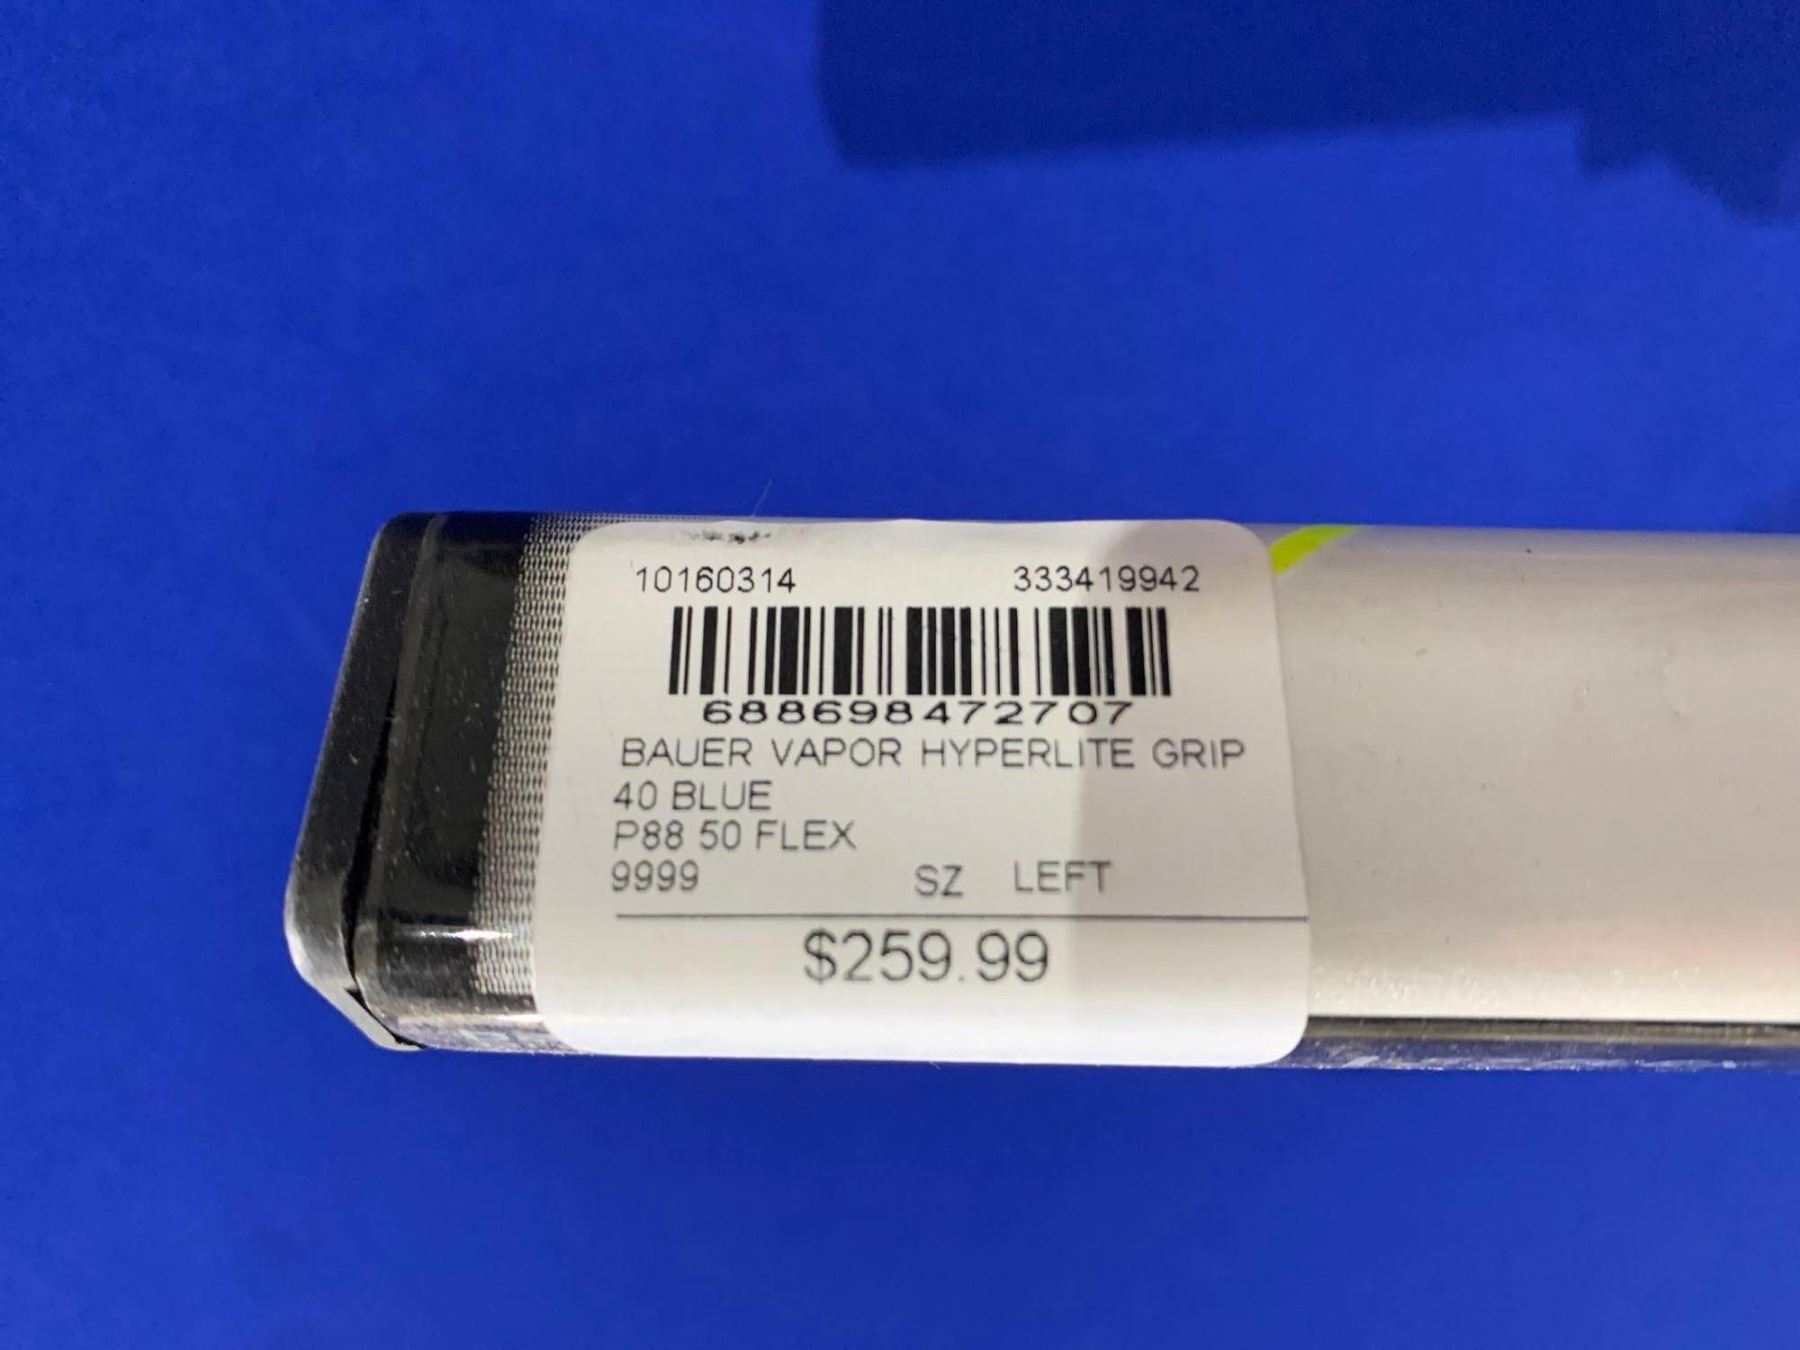 10160314 333419942
688698472707
BAUER VAPOR HYPERLITE GRIP
40 BLUE
P88 50 FLEX
9999 SZ LEFT
$259.99